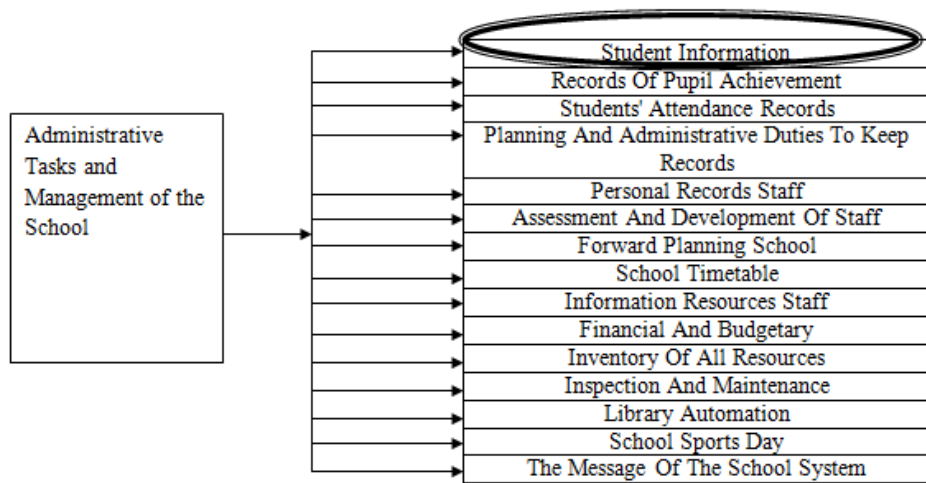 Administrative
Tasks and
Management of the
School
Student Information
Records Of Pupil Achievement
Students' Attendance Records
Planning And Administrative Duties To Keep
Records
Personal Records Staff
Assessment And Development Of Staff
Forward Planning School
School Timetable
Information Resources Staff
Financial And Budgetary
Inventory Of All Resources
Inspection And Maintenance
Library Automation
School Sports Day
The Message Of The School System